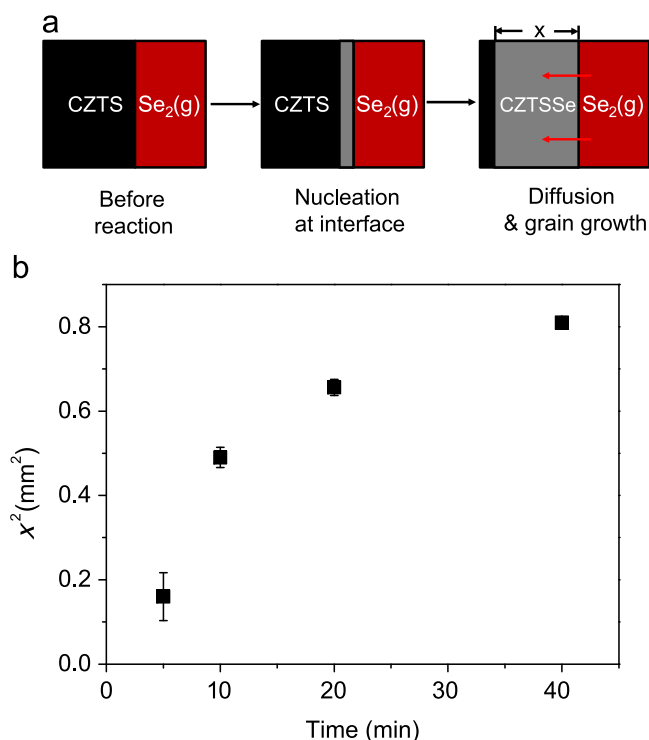 a
x
CZTS Se₂(g) CZTS Se₂(g) CZTSSe Se₂(g)
Before reaction
Nucleation at interface
Diffusion & grain growth
b
x² (mm²)
0.8
0.6
0.4
0.2
0.0
0 10 20 30 40
Time (min)